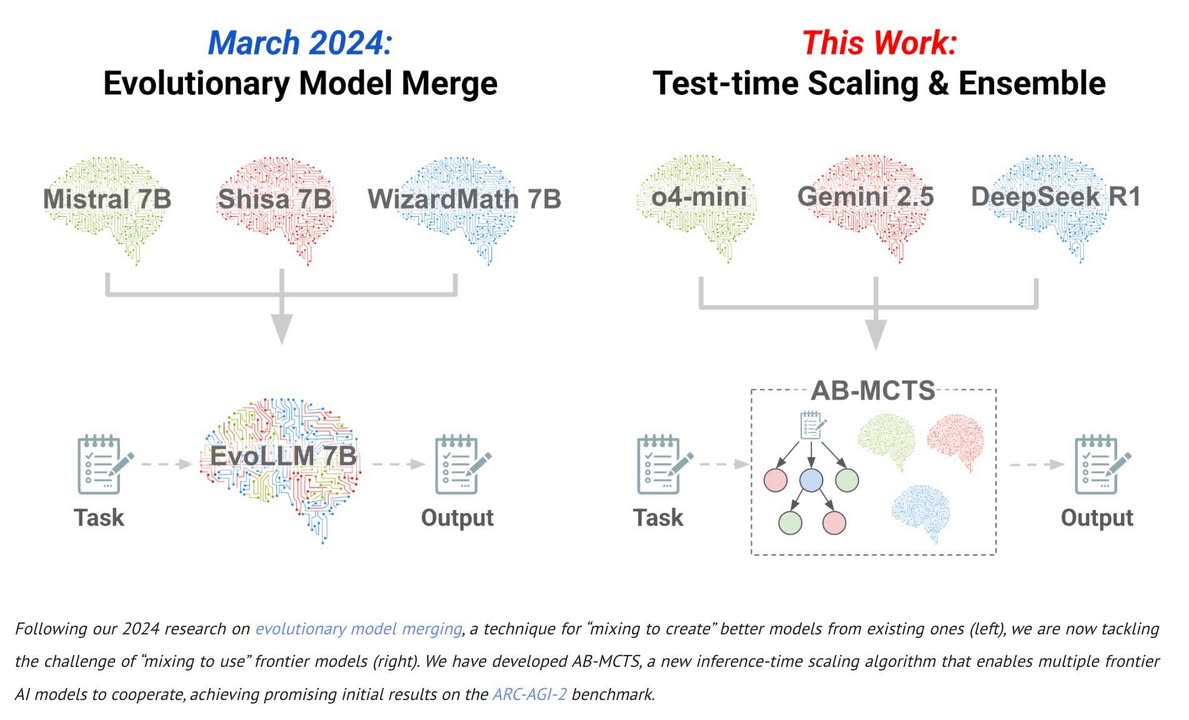 March 2024:
Evolutionary Model Merge
Mistral 7B
Shisa 7B
WizardMath 7B
EvoLLM 7B
Task
Output
This Work:
Test-time Scaling & Ensemble
o4-mini
Gemini 2.5
DeepSeek R1
AB-MCTS
Task
Output
Following our 2024 research on evolutionary model merging, a technique for “mixing to create” better models from existing ones (left), we are now tackling
the challenge of “mixing to use” frontier models (right). We have developed AB-MCTS, a new inference-time scaling algorithm that enables multiple frontier
AI models to cooperate, achieving promising initial results on the ARC-AGI-2 benchmark.